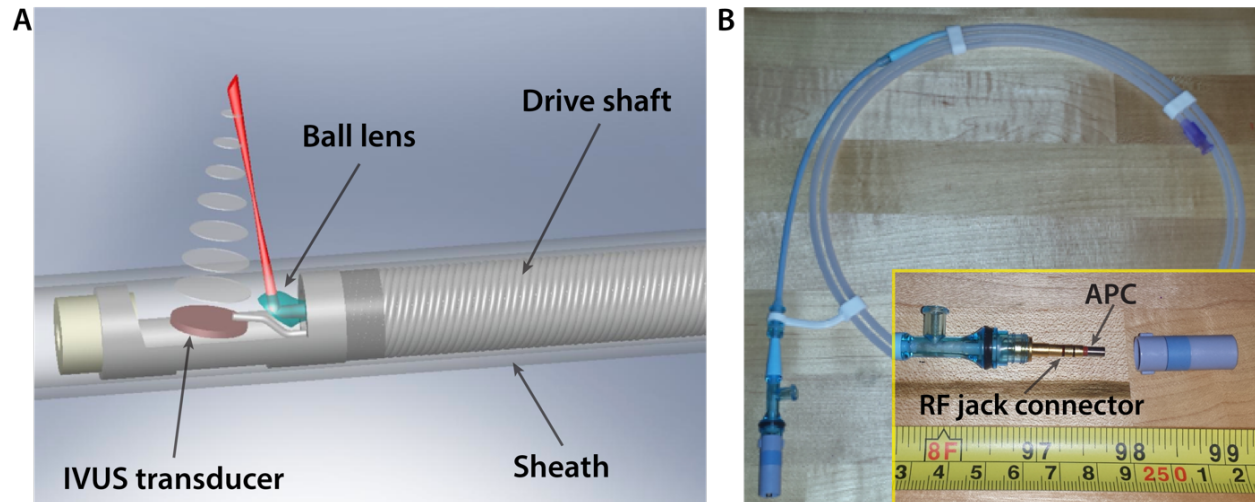 A
Drive shaft
Ball lens
IVUS transducer
Sheath
B
APC
RF jack connector
8F 97 98 99
3 4 5 6 7 8 9 250 1 2